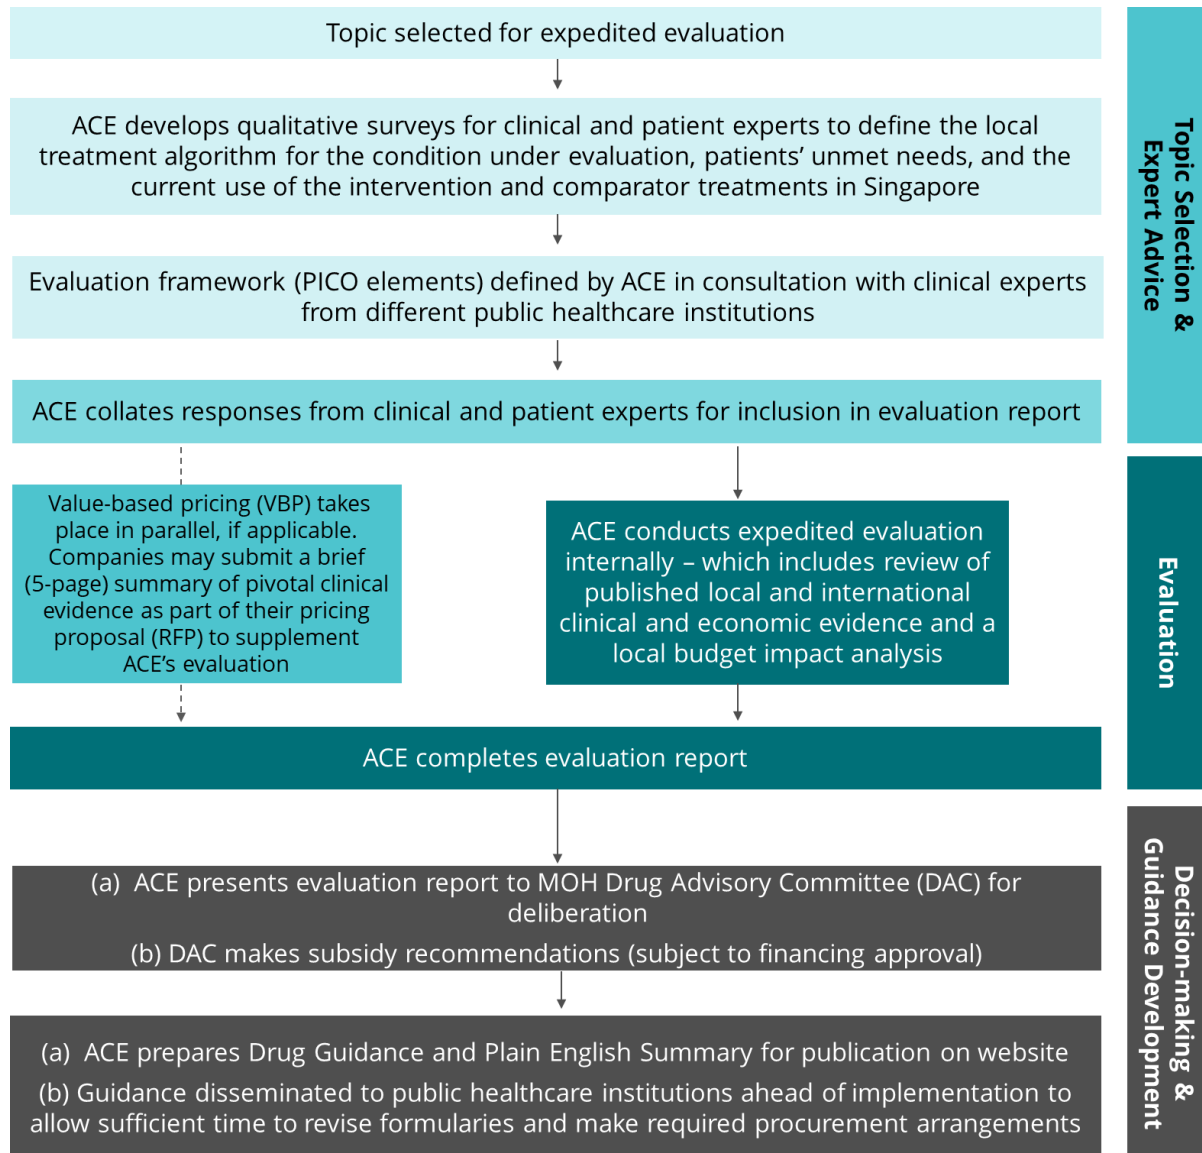 Topic selected for expedited evaluation
ACE develops qualitative surveys for clinical and patient experts to define the local
treatment algorithm for the condition under evaluation, patients’ unmet needs, and the
current use of the intervention and comparator treatments in Singapore
Evaluation framework (PICO elements) defined by ACE in consultation with clinical experts
from different public healthcare institutions
ACE collates responses from clinical and patient experts for inclusion in evaluation report
Topic Selection &
Expert Advice
Value-based pricing (VBP) takes
place in parallel, if applicable.
Companies may submit a brief
(5-page) summary of pivotal clinical
evidence as part of their pricing
proposal (RFP) to supplement
ACE’s evaluation
ACE conducts expedited evaluation
internally – which includes review of
published local and international
clinical and economic evidence and a
local budget impact analysis
ACE completes evaluation report
Evaluation
(a) ACE presents evaluation report to MOH Drug Advisory Committee (DAC) for
deliberation
(b) DAC makes subsidy recommendations (subject to financing approval)
(a) ACE prepares Drug Guidance and Plain English Summary for publication on website
(b) Guidance disseminated to public healthcare institutions ahead of implementation to
allow sufficient time to revise formularies and make required procurement arrangements
Decision-making &
Guidance Development